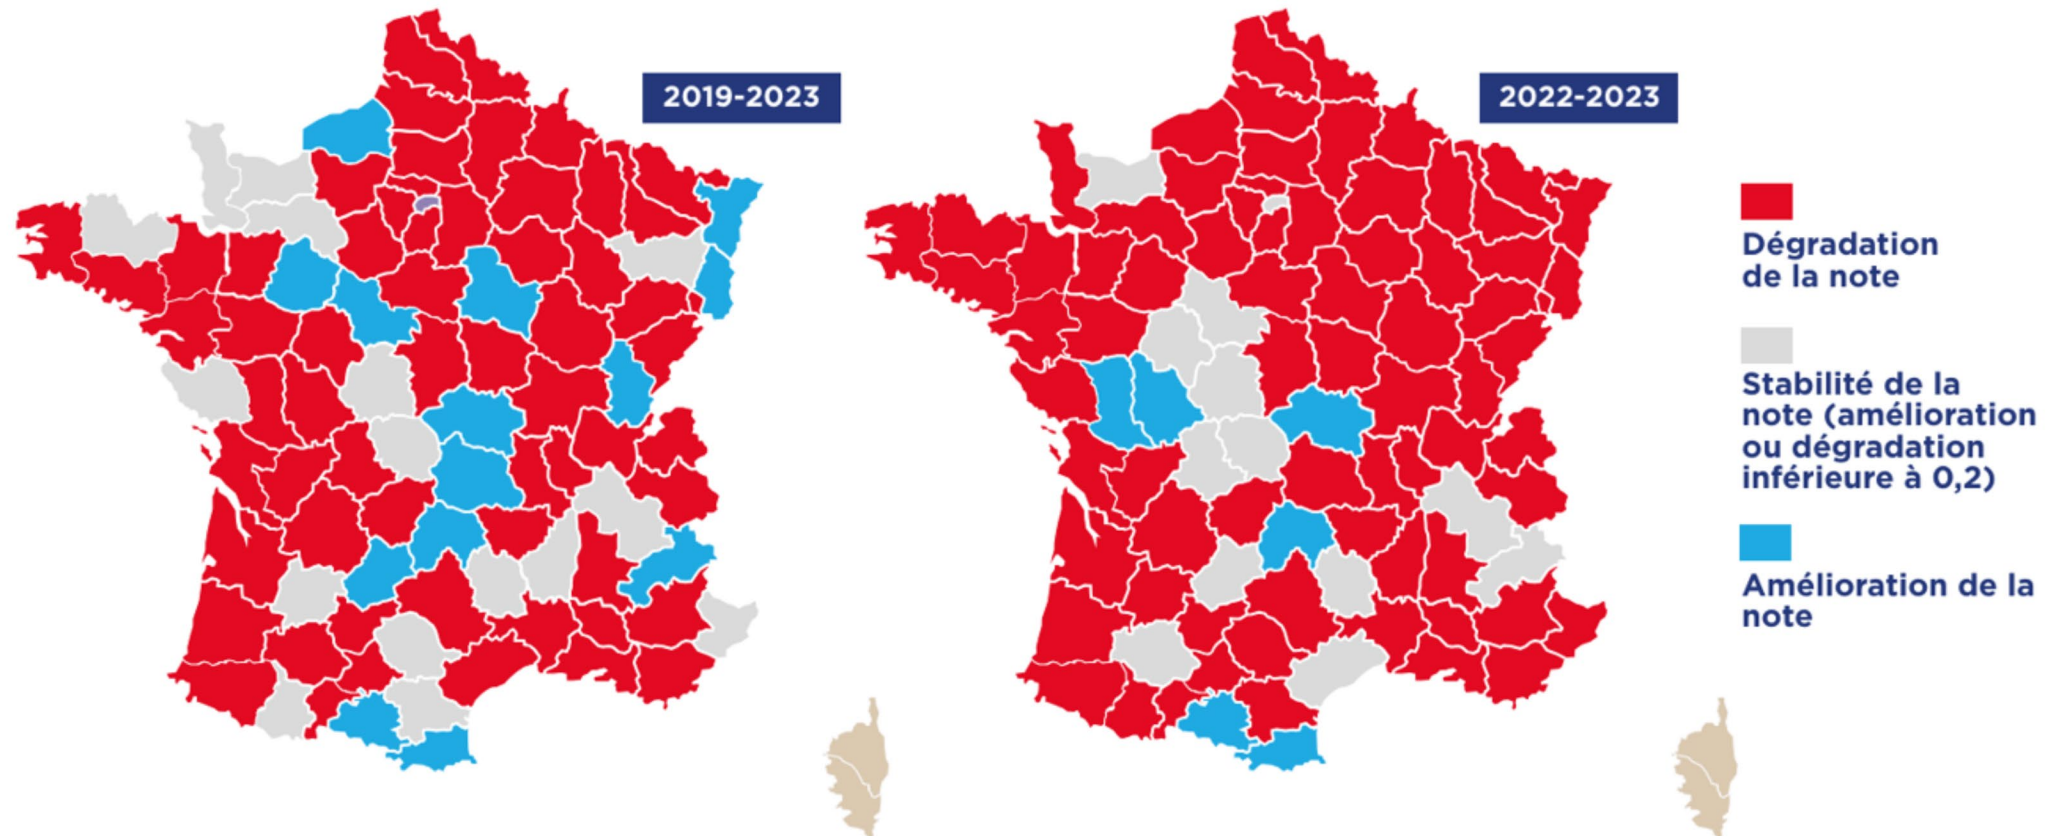 2019-2023
2022-2023
Dégradation
de la note
Stabilité de la
note (amélioration
ou dégradation
inférieure à 0,2)
Amélioration de la
note